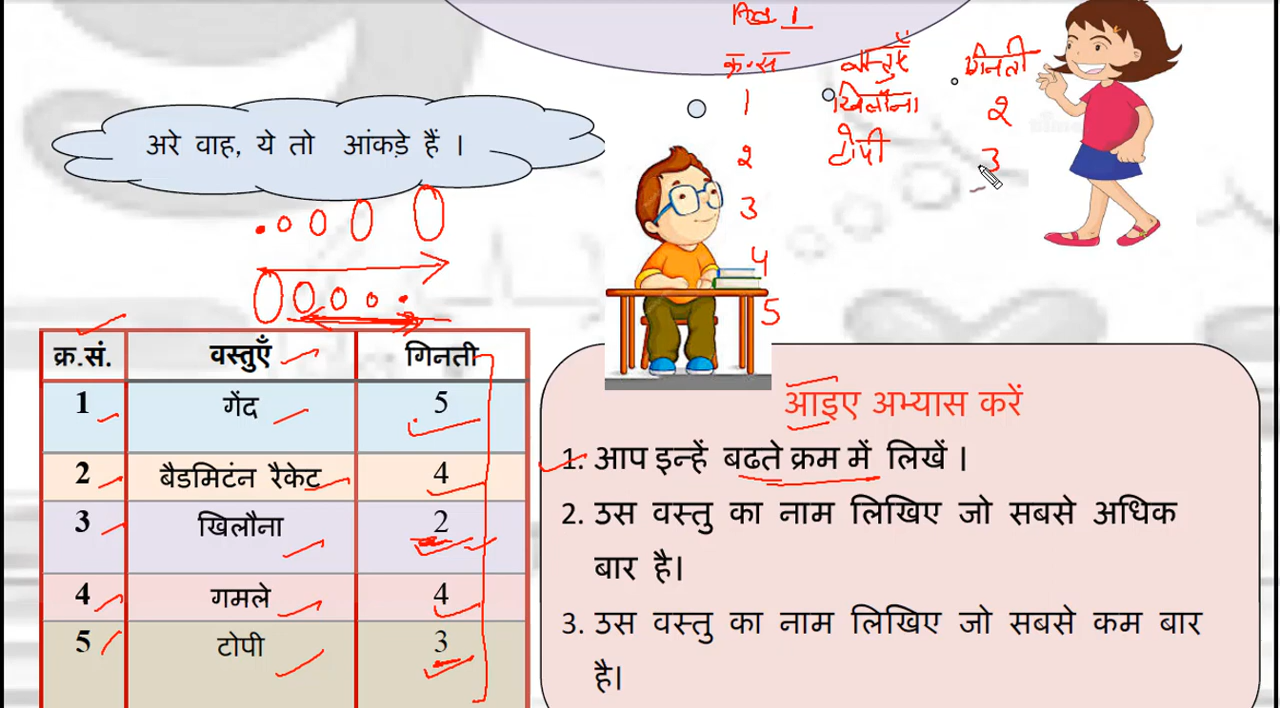 क्र.स वस्तुएँ गीनती
1 खिलौना 2
2 टोपी 3
3
4
5
अरे वाह, ये तो आंकड़े हैं ।
क्र.सं. वस्तुएँ गिनती
1 गेंद 5
2 बैडमिटंन रैकेट 4
3 खिलौना 2
4 गमले 4
5 टोपी 3
आइए अभ्यास करें
1. आप इन्हें बढते क्रम में लिखें ।
2. उस वस्तु का नाम लिखिए जो सबसे अधिक
बार है।
3. उस वस्तु का नाम लिखिए जो सबसे कम बार
है।